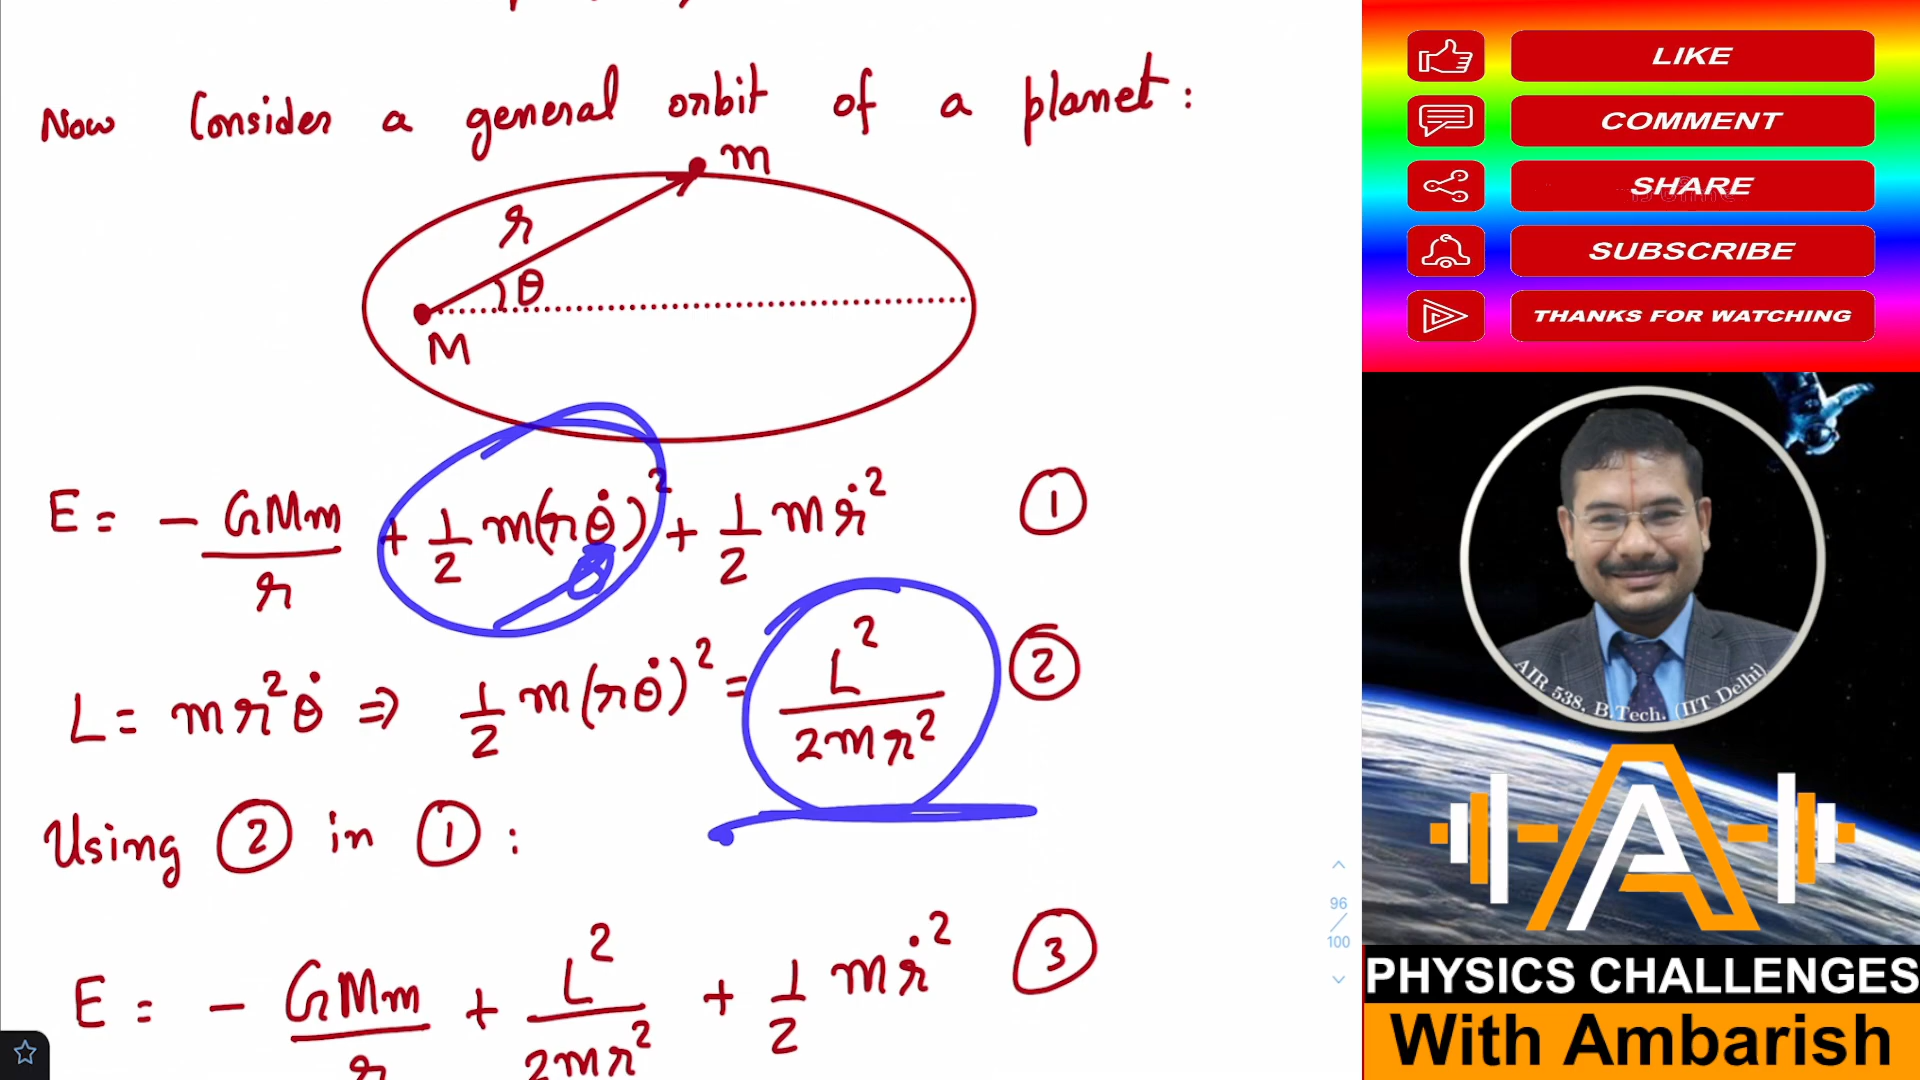 Now Consider a general orbit of a planet :
m
r
θ
M
E = - GMm/r + 1/2 m(rθ̇)² + 1/2 mṙ² ①
L = mr²θ̇ ⇒ 1/2 m(rθ̇)² = L²/2mr² ②
Using ② in ① :
E = - GMm/r + L²/2mr² + 1/2 mṙ² ③
96
/
100
LIKE
COMMENT
SHARE
SUBSCRIBE
THANKS FOR WATCHING
AIR 538, B.Tech. (IIT Delhi)
A
PHYSICS CHALLENGES
With Ambarish